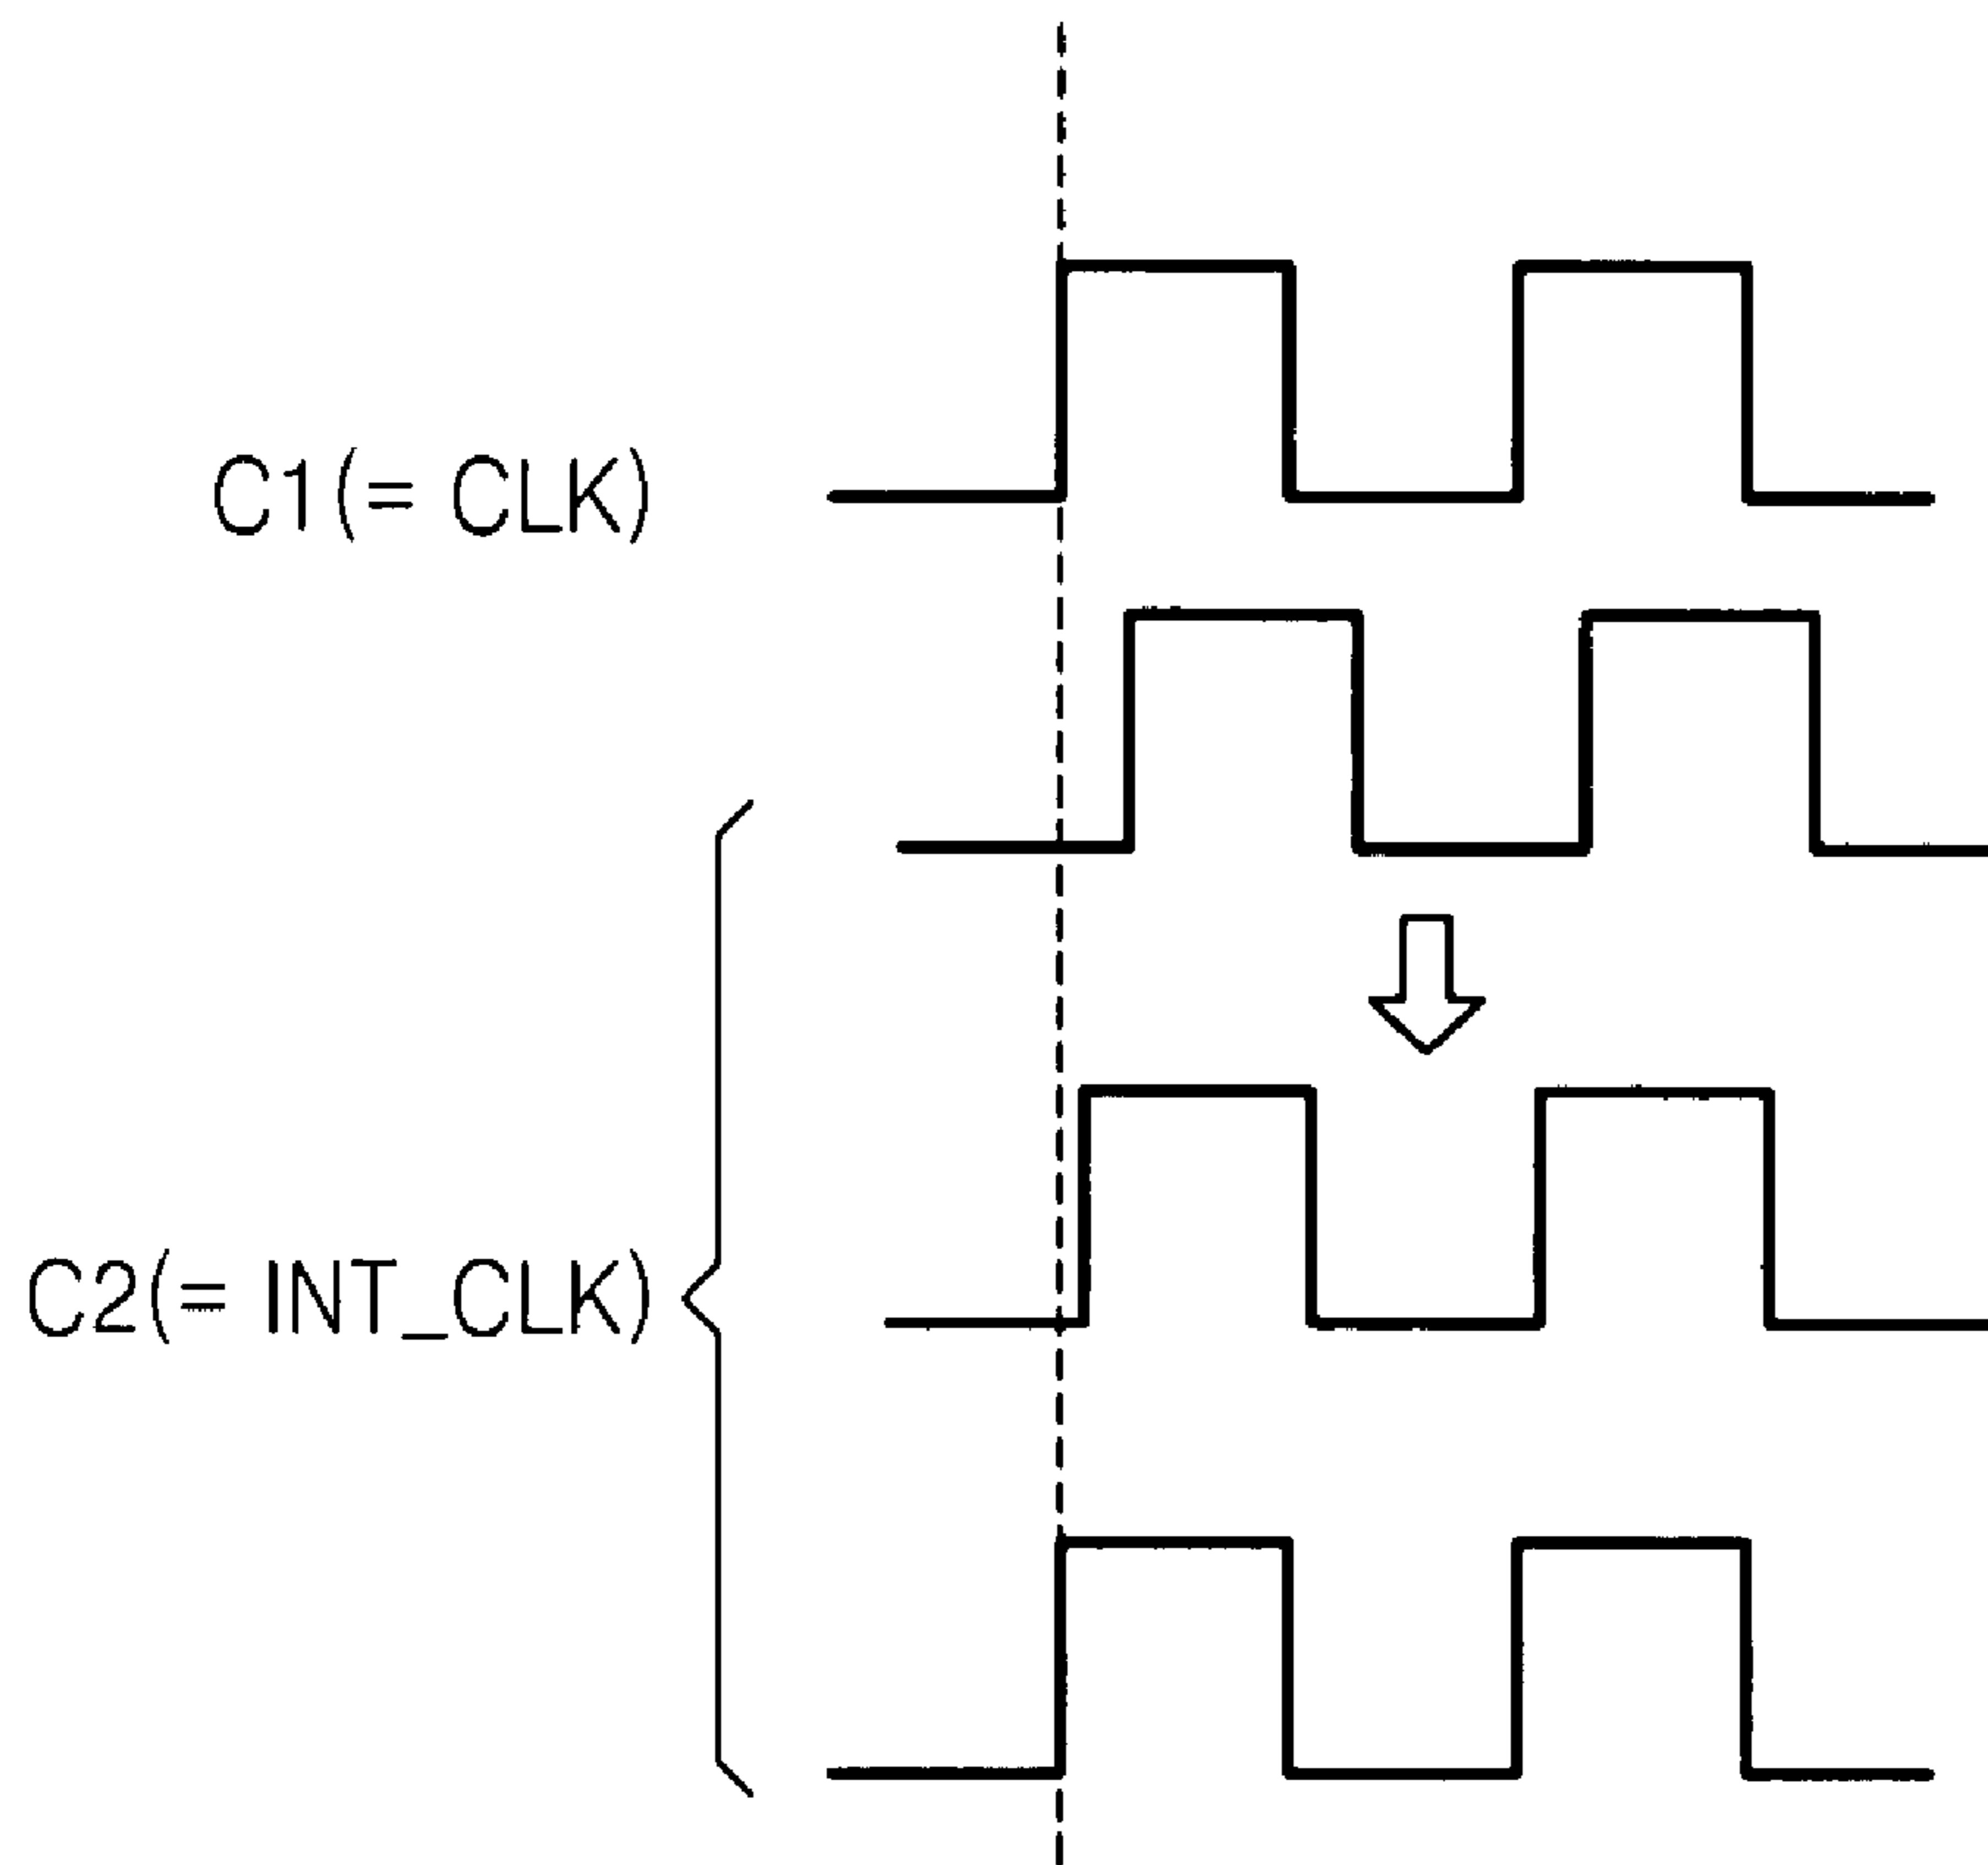 C1(= CLK)
C2(= INT_CLK)